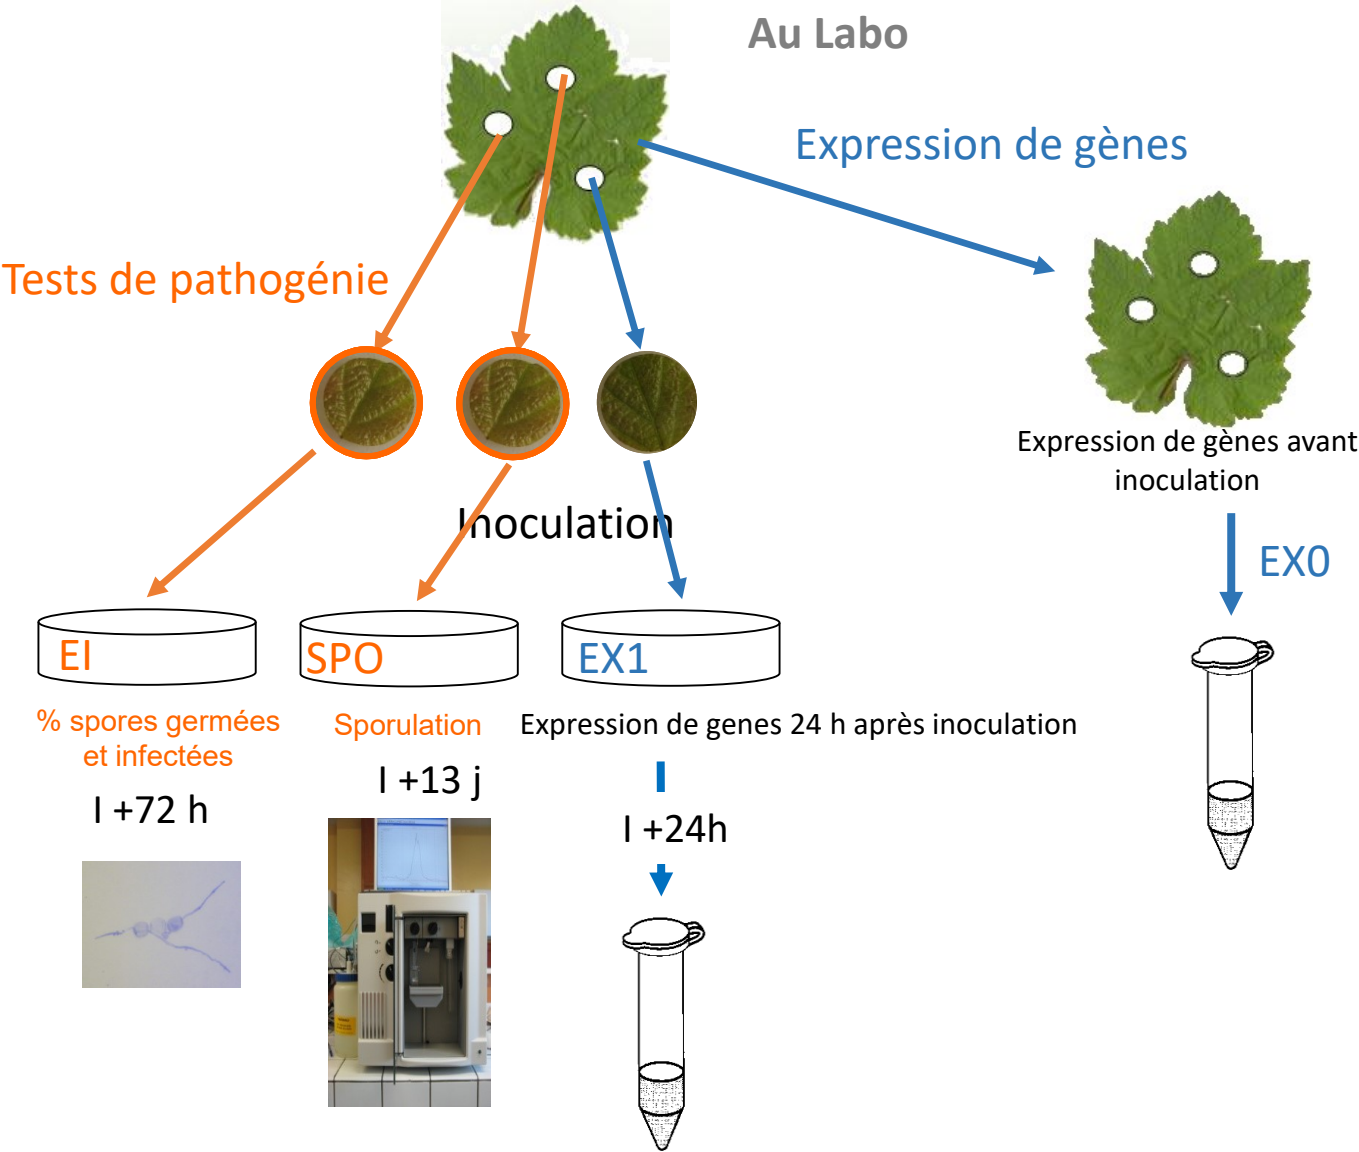 Au Labo
Expression de gènes
Tests de pathogénie
Expression de gènes avant
inoculation
Inoculation
EX0
EI
SPO
EX1
% spores germées
et infectées
Sporulation
Expression de genes 24 h après inoculation
I +72 h
I +13 j
I +24h